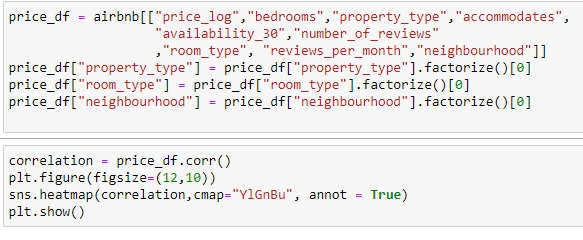 price_df = airbnb[["price_log","bedrooms","property_type","accommodates",
"availability_30","number_of_reviews"
,"room_type", "reviews_per_month","neighbourhood"]]
price_df["property_type"] = price_df["property_type"].factorize()[0]
price_df["room_type"] = price_df["room_type"].factorize()[0]
price_df["neighbourhood"] = price_df["neighbourhood"].factorize()[0]
correlation = price_df.corr()
plt.figure(figsize=(12,10))
sns.heatmap(correlation,cmap="YlGnBu", annot = True)
plt.show()